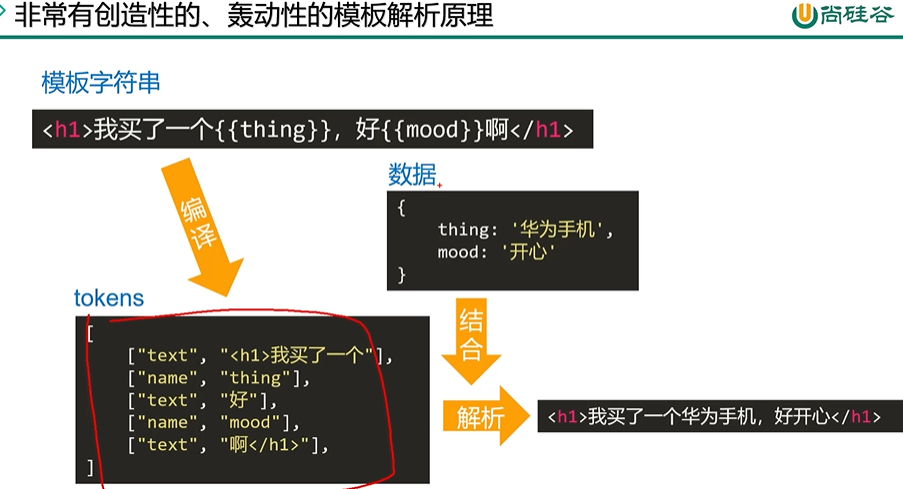 非常有创造性的、轰动性的模板解析原理
尚硅谷
模板字符串
<h1>我买了一个{{thing}}，好{{mood}}啊</h1>
编译
数据
{
thing: '华为手机',
mood: '开心'
}
tokens
[
["text", "<h1>我买了一个"],
["name", "thing"],
["text", "好"],
["name", "mood"],
["text", "啊</h1>"],
]
结合
解析
<h1>我买了一个华为手机，好开心</h1>